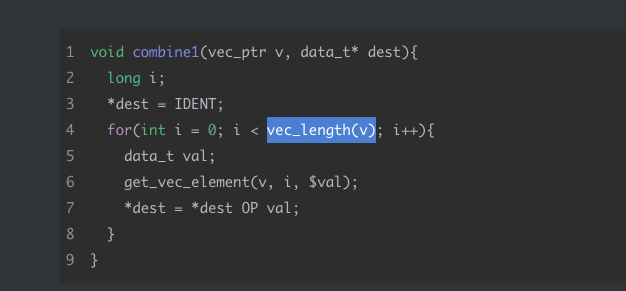 1 void combine1(vec_ptr v, data_t* dest){
2 long i;
3 *dest = IDENT;
4 for(int i = 0; i < vec_length(v); i++){
5 data_t val;
6 get_vec_element(v, i, $val);
7 *dest = *dest OP val;
8 }
9 }